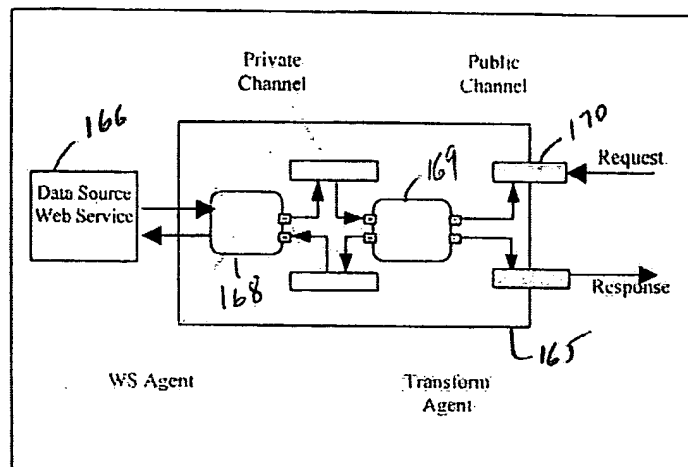 Private
Channel
Public
Channel
166
170
Data Source
Web Service
169
Request
168
Response
165
WS Agent
Transform
Agent